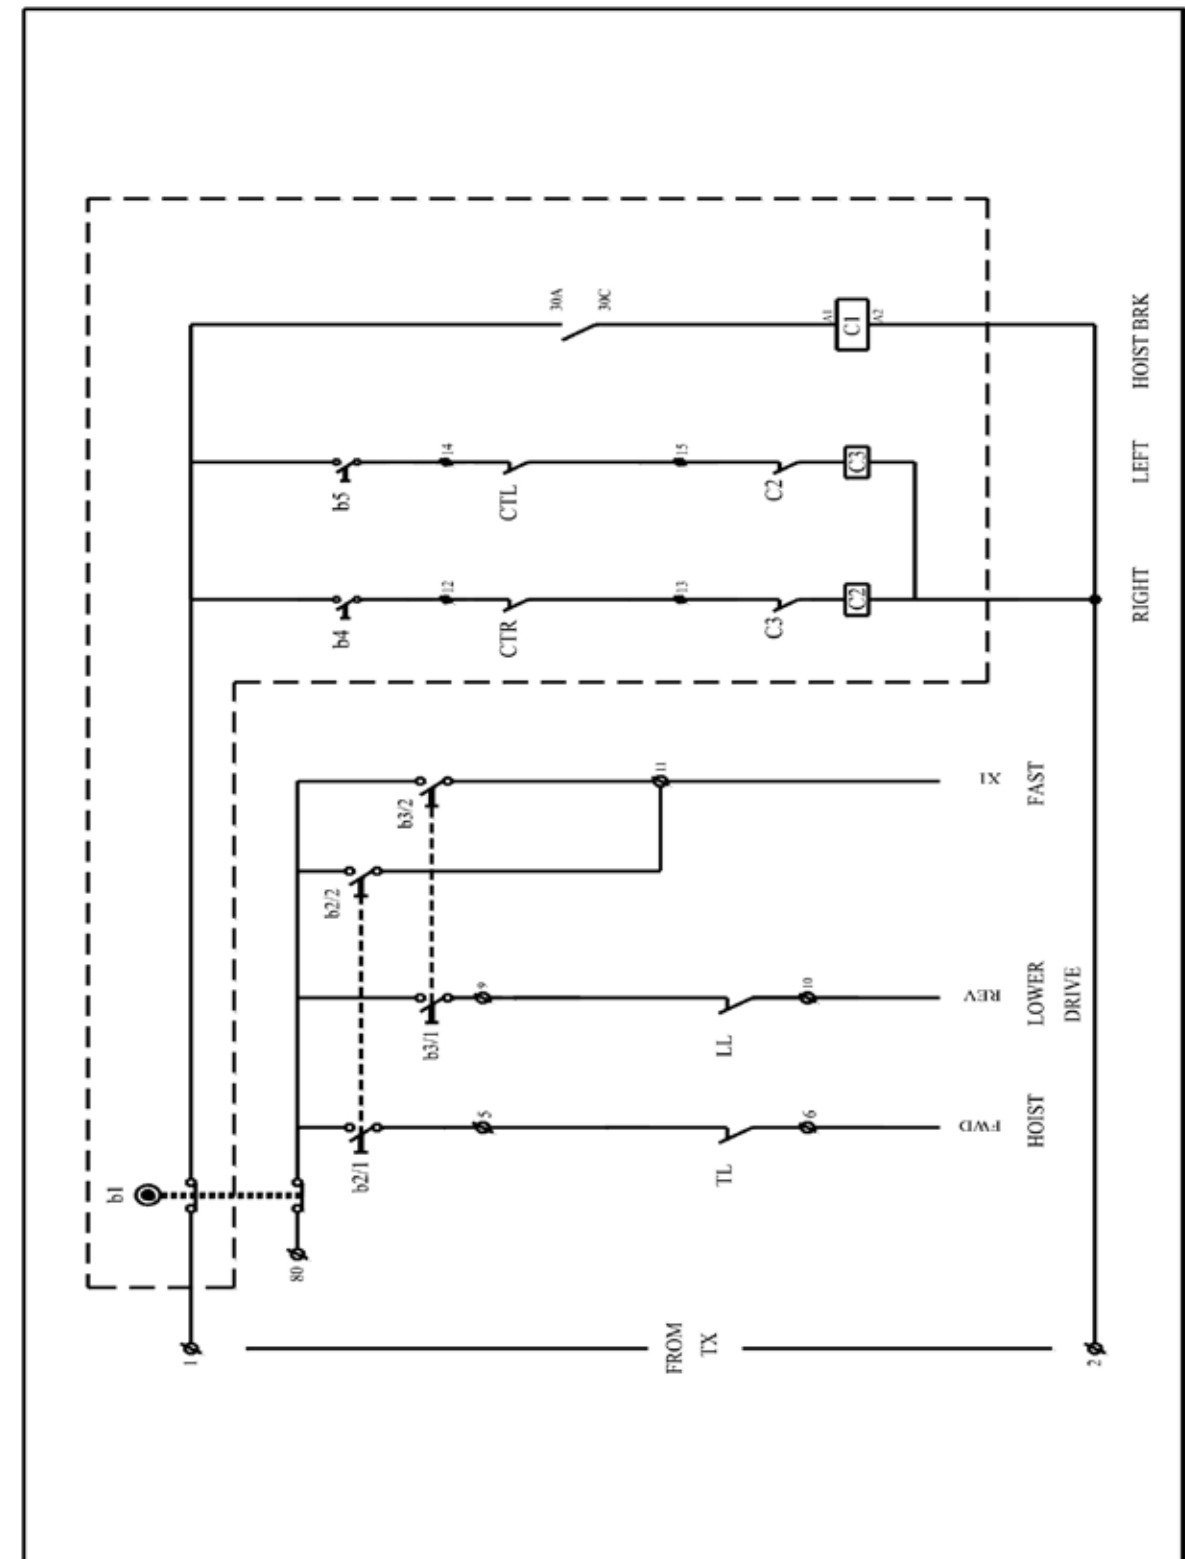 1
FROM
TX
2
80
b1
b2/1
5
TL
6
FWD
HOIST
b3/1
9
LL
10
REV
LOWER
DRIVE
b2/2
b3/2
11
X1
FAST
b4
12
CTR
13
C3
C2
RIGHT
b5
14
CTL
15
C2
C3
LEFT
30A
30C
A1
C1
A2
HOIST BRK